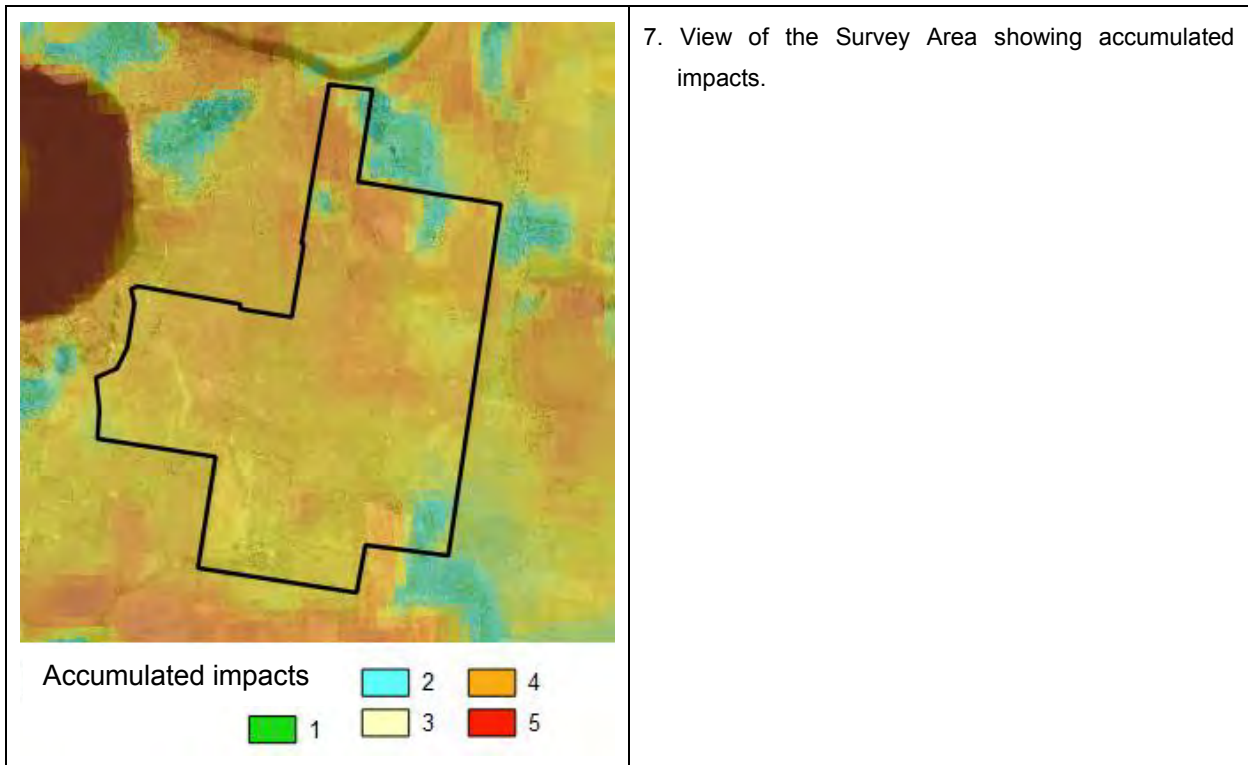 7. View of the Survey Area showing accumulated
impacts.
Accumulated impacts
2
4
1
3
5